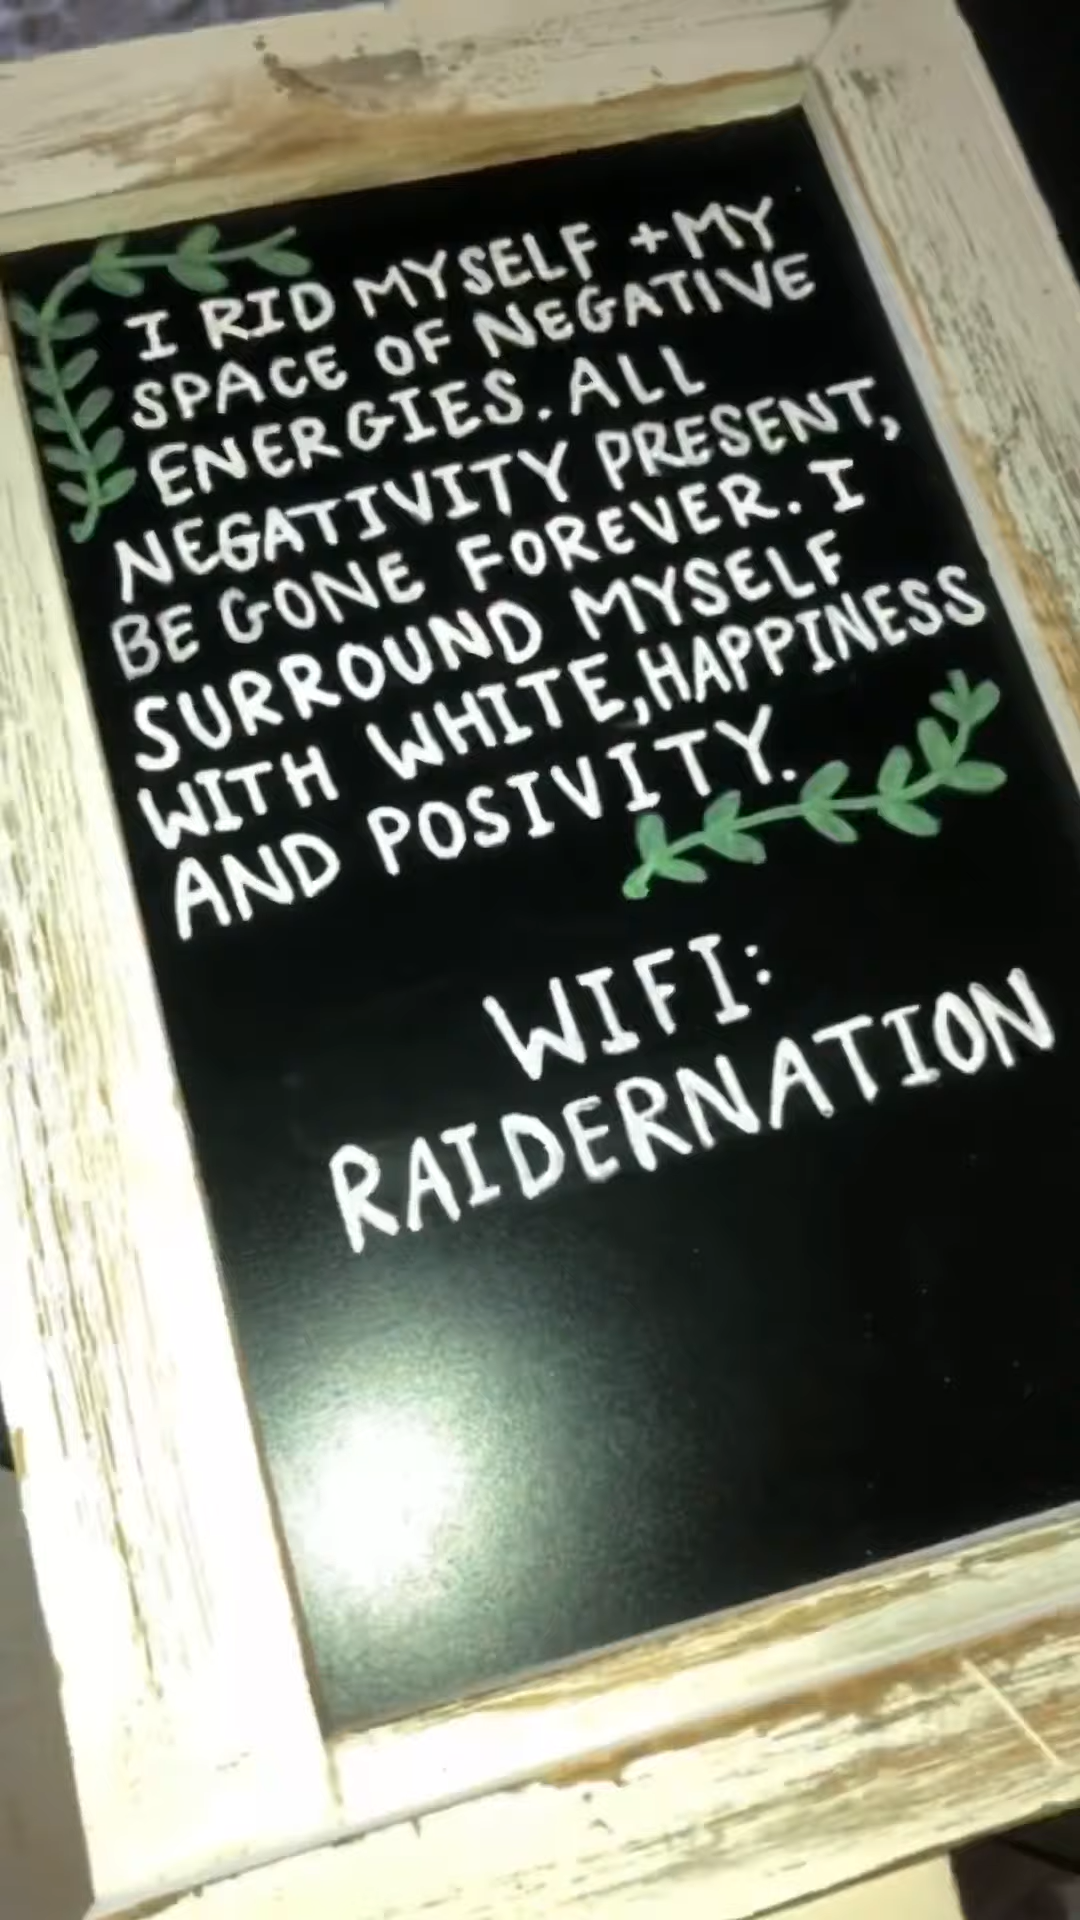 I RID MYSELF + MY
SPACE OF NEGATIVE
ENERGIES. ALL
NEGATIVITY PRESENT,
BE GONE FOREVER. I
SURROUND MYSELF
WITH WHITE, HAPPINESS
AND POSIVITY.
WIFI:
RAIDERNATION